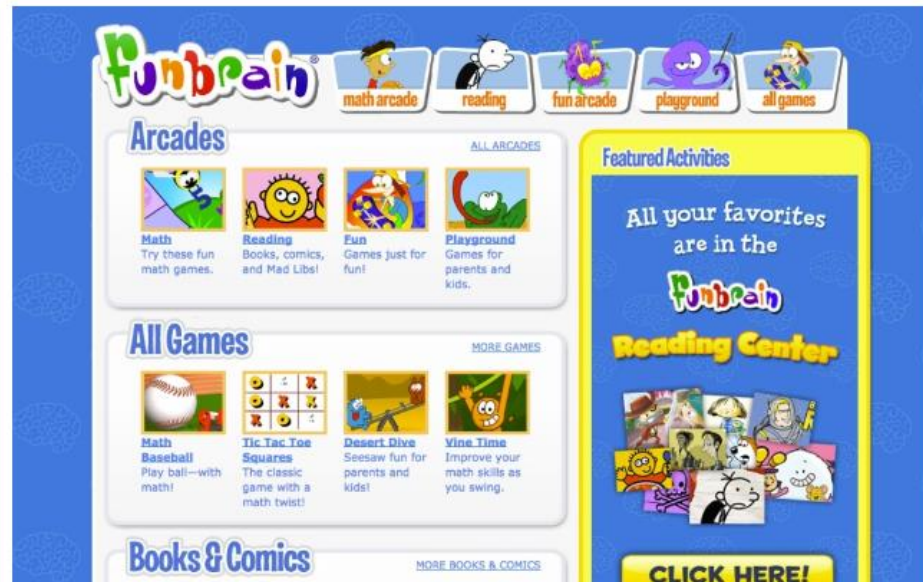 funbrain®
math arcade
reading
fun arcade
playground
all games
Arcades
ALL ARCADES
Math
Try these fun
math games.
Reading
Books, comics,
and Mad Libs!
Fun
Games just for
fun!
Playground
Games for
parents and
kids.
All Games
MORE GAMES
Math
Baseball
Play ball—with
math!
Tic Tac Toe
Squares
The classic
game with a
math twist!
Desert Dive
Seesaw fun for
parents and
kids!
Vine Time
Improve your
math skills as
you swing.
Books & Comics
MORE BOOKS & COMICS
Featured Activities
All your favorites
are in the
funbrain
Reading Center
CLICK HERE!